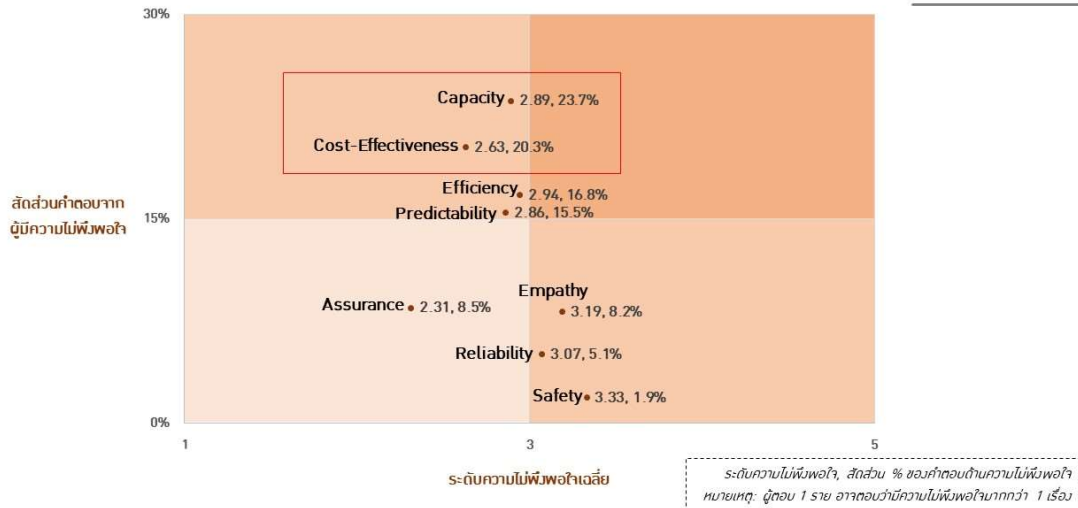 30%
Capacity 2.89, 23.7%
Cost-Effectiveness 2.63, 20.3%
Efficiency 2.94, 16.8%
สัดส่วนคำตอบจาก
ผู้มีความไม่พึงพอใจ
15%
Predictability 2.86, 15.5%
Empathy
Assurance 2.31, 8.5%
3.19, 8.2%
Reliability 3.07, 5.1%
Safety 3.33, 1.9%
0%
1 3 5
ระดับความไม่พึงพอใจเฉลี่ย
ระดับความไม่พึงพอใจ, สัดส่วน % ของคำตอบด้านความไม่พึงพอใจ
หมายเหตุ: ผู้ตอบ 1 ราย อาจตอบว่ามีความไม่พึงพอใจมากกว่า 1 เรื่อง